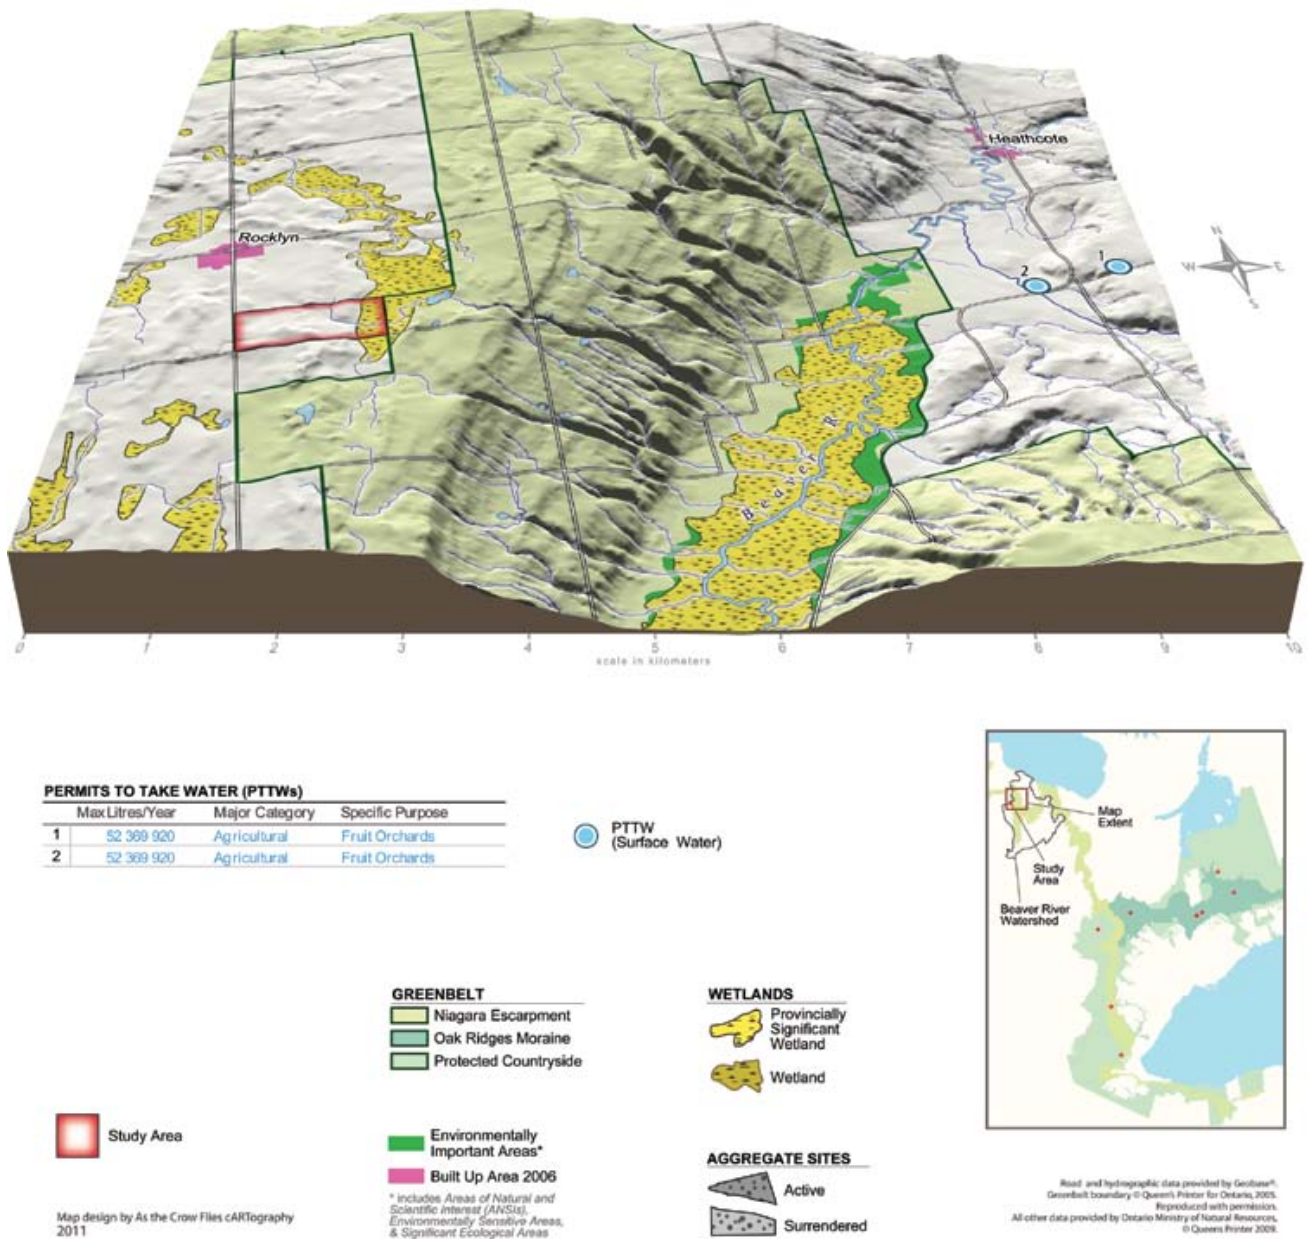 Heathcote
Rocklyn
N
W E
S
1
2
Beaver R.
0 1 2 3 4 5 6 7 8 9 10
scale in kilometers
PERMITS TO TAKE WATER (PTTWs)
Max Litres/Year Major Category Specific Purpose
1 52 369 920 Agricultural Fruit Orchards
2 52 369 920 Agricultural Fruit Orchards
PTTW
(Surface Water)
Map
Extent
Study
Area
Beaver River
Watershed
GREENBELT
Niagara Escarpment
Oak Ridges Moraine
Protected Countryside
WETLANDS
Provincially
Significant
Wetland
Wetland
Study Area
Environmentally
Important Areas*
Built Up Area 2006
* includes Areas of Natural and
Scientific Interest (ANSIs),
Environmentally Sensitive Areas,
& Significant Ecological Areas
AGGREGATE SITES
Active
Surrendered
Map design by As the Crow Flies cARTography
2011
Road and hydrographic data provided by Geobase®.
Greenbelt boundary © Queen's Printer for Ontario, 2005.
Reproduced with permission.
All other data provided by Ontario Ministry of Natural Resources,
© Queens Printer 2009.